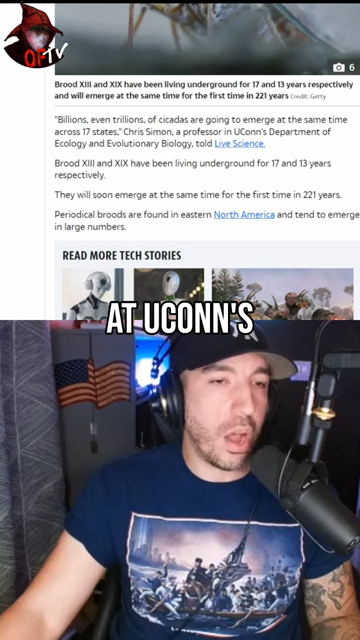 OFTV
6
Brood XIII and XIX have been living underground for 17 and 13 years respectively
and will emerge at the same time for the first time in 221 years Credit: Getty
"Billions, even trillions, of cicadas are going to emerge at the same time
across 17 states," Chris Simon, a professor in UConn's Department of
Ecology and Evolutionary Biology, told Live Science.
Brood XIII and XIX have been living underground for 17 and 13 years
respectively.
They will soon emerge at the same time for the first time in 221 years.
Periodical broods are found in eastern North America and tend to emerge
in large numbers.
READ MORE TECH STORIES
AT UCONN'S